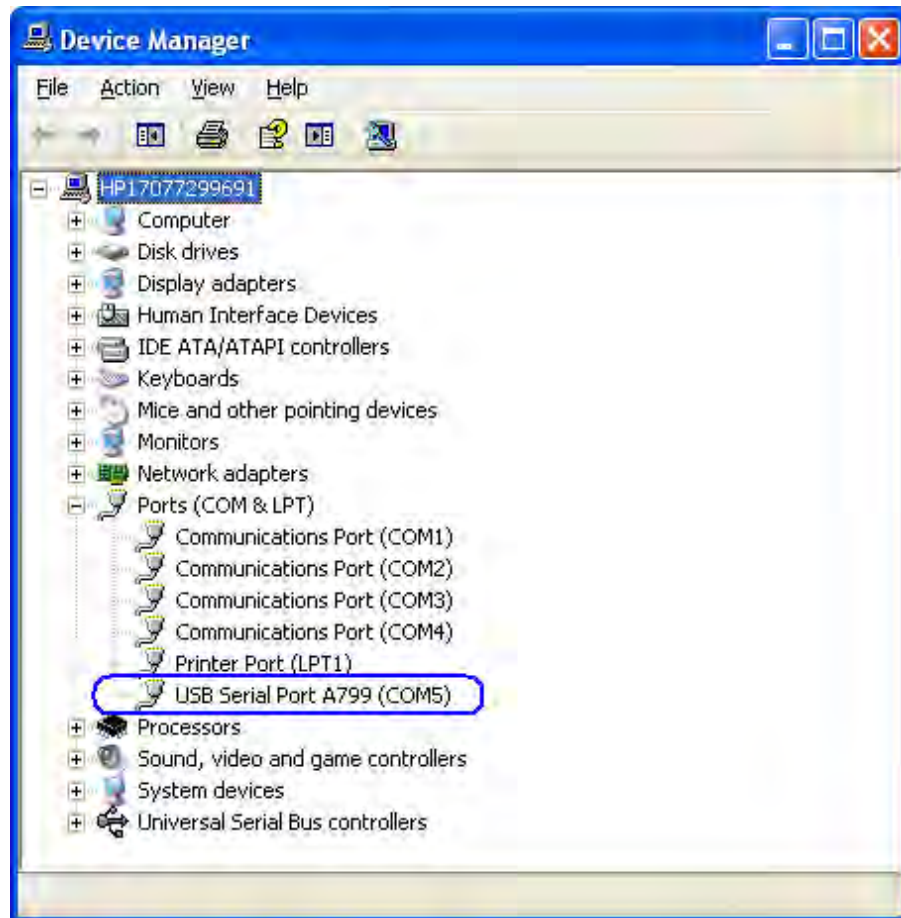 Device Manager
File Action View Help
HP17077299691
Computer
Disk drives
Display adapters
Human Interface Devices
IDE ATA/ATAPI controllers
Keyboards
Mice and other pointing devices
Monitors
Network adapters
Ports (COM & LPT)
Communications Port (COM1)
Communications Port (COM2)
Communications Port (COM3)
Communications Port (COM4)
Printer Port (LPT1)
USB Serial Port A799 (COM5)
Processors
Sound, video and game controllers
System devices
Universal Serial Bus controllers